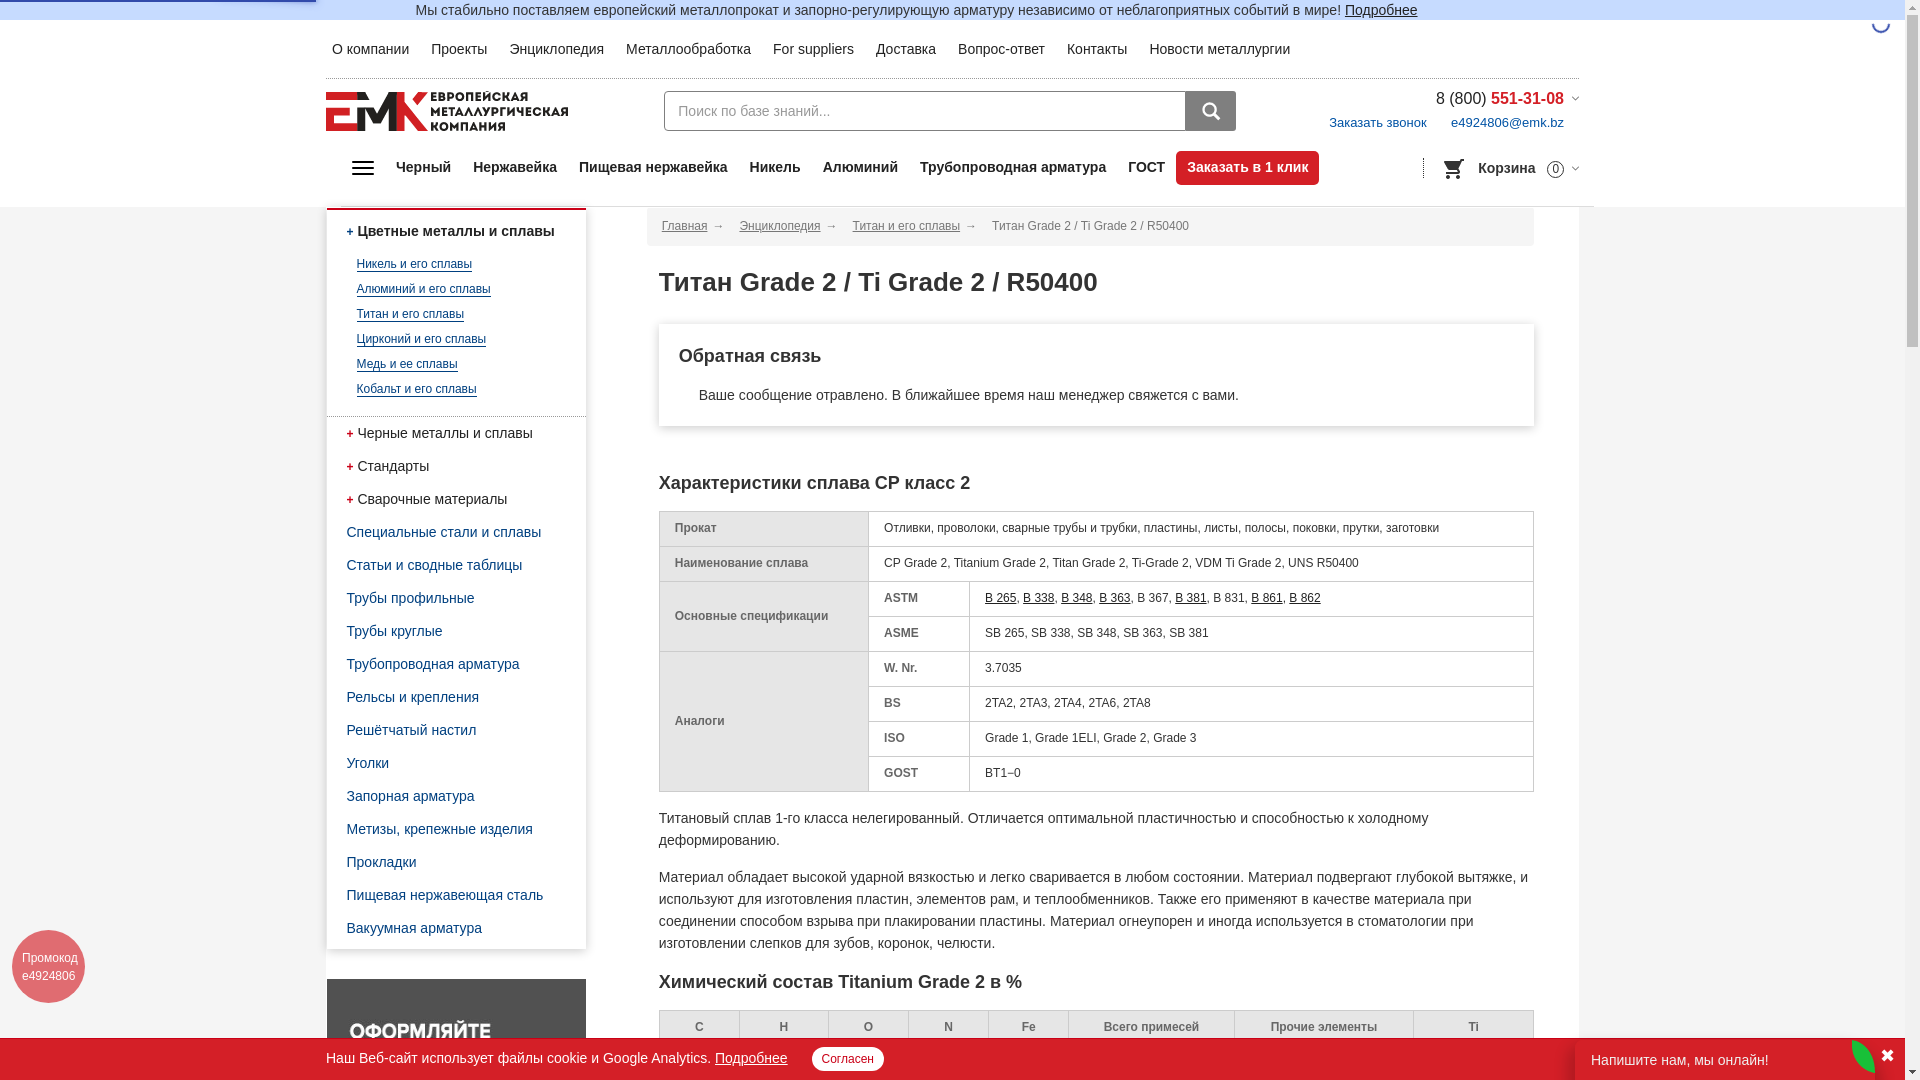 Мы стабильно поставляем европейский металлопрокат и запорно-регулирующую арматуру независимо от неблагоприятных событий в мире! Подробнее
О компании Проекты Энциклопедия Металлообработка For suppliers Доставка Вопрос-ответ Контакты Новости металлургии
ЕМК ЕВРОПЕЙСКАЯ
МЕТАЛЛУРГИЧЕСКАЯ
КОМПАНИЯ
Поиск по базе знаний...
8 (800) 551-31-08
Заказать звонок e4924806@emk.bz
Черный Нержавейка Пищевая нержавейка Никель Алюминий Трубопроводная арматура ГОСТ Заказать в 1 клик
Корзина 0
+ Цветные металлы и сплавы
Никель и его сплавы
Алюминий и его сплавы
Титан и его сплавы
Цирконий и его сплавы
Медь и ее сплавы
Кобальт и его сплавы
+ Черные металлы и сплавы
+ Стандарты
+ Сварочные материалы
Специальные стали и сплавы
Статьи и сводные таблицы
Трубы профильные
Трубы круглые
Трубопроводная арматура
Рельсы и крепления
Решётчатый настил
Уголки
Запорная арматура
Метизы, крепежные изделия
Прокладки
Пищевая нержавеющая сталь
Вакуумная арматура
ОФОРМЛЯЙТЕ
Промокод
e4924806
Главная → Энциклопедия → Титан и его сплавы → Титан Grade 2 / Ti Grade 2 / R50400
Титан Grade 2 / Ti Grade 2 / R50400
Обратная связь
Ваше сообщение отравлено. В ближайшее время наш менеджер свяжется с вами.
Характеристики сплава CP класс 2
Прокат Отливки, проволоки, сварные трубы и трубки, пластины, листы, полосы, поковки, прутки, заготовки
Наименование сплава CP Grade 2, Titanium Grade 2, Titan Grade 2, Ti-Grade 2, VDM Ti Grade 2, UNS R50400
Основные спецификации
ASTM B 265, B 338, B 348, B 363, B 367, B 381, B 831, B 861, B 862
ASME SB 265, SB 338, SB 348, SB 363, SB 381
Аналоги
W. Nr. 3.7035
BS 2TA2, 2TA3, 2TA4, 2TA6, 2TA8
ISO Grade 1, Grade 1ELI, Grade 2, Grade 3
GOST ВТ1−0
Титановый сплав 1-го класса нелегированный. Отличается оптимальной пластичностью и способностью к холодному
деформированию.
Материал обладает высокой ударной вязкостью и легко сваривается в любом состоянии. Материал подвергают глубокой вытяжке, и
используют для изготовления пластин, элементов рам, и теплообменников. Также его применяют в качестве материала при
соединении способом взрыва при плакировании пластины. Материал огнеупорен и иногда используется в стоматологии при
изготовлении слепков для зубов, коронок, челюсти.
Химический состав Titanium Grade 2 в %
C H O N Fe Всего примесей Прочие элементы Ti
Наш Веб-сайт использует файлы cookie и Google Analytics. Подробнее Согласен
Напишите нам, мы онлайн!